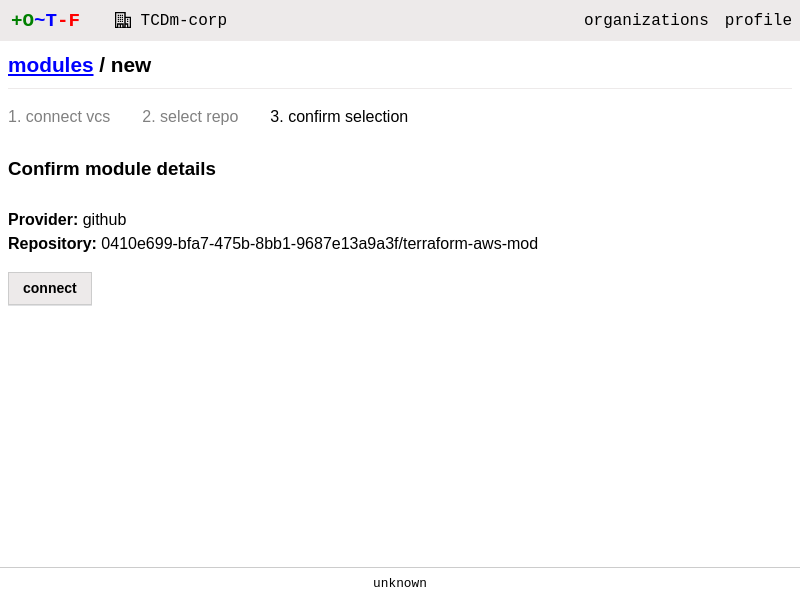 +O~T-F TCDm-corp organizations profile
modules / new
1. connect vcs 2. select repo 3. confirm selection
Confirm module details
Provider: github
Repository: 0410e699-bfa7-475b-8bb1-9687e13a9a3f/terraform-aws-mod
connect
unknown